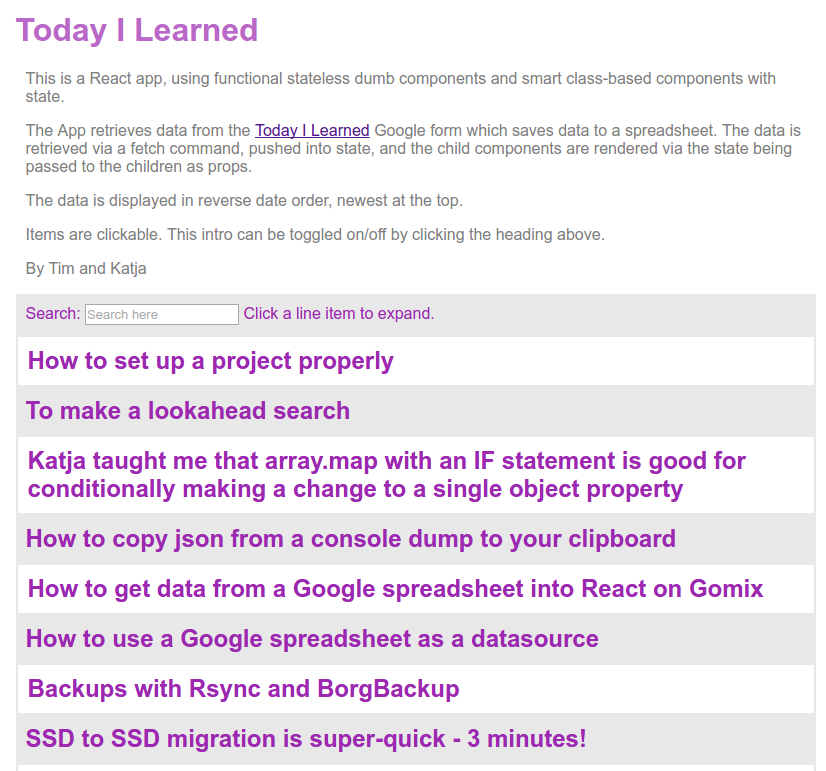 Today I Learned
This is a React app, using functional stateless dumb components and smart class-based components with
state.
The App retrieves data from the Today I Learned Google form which saves data to a spreadsheet. The data is
retrieved via a fetch command, pushed into state, and the child components are rendered via the state being
passed to the children as props.
The data is displayed in reverse date order, newest at the top.
Items are clickable. This intro can be toggled on/off by clicking the heading above.
By Tim and Katja
Search: Search here Click a line item to expand.
How to set up a project properly
To make a lookahead search
Katja taught me that array.map with an IF statement is good for
conditionally making a change to a single object property
How to copy json from a console dump to your clipboard
How to get data from a Google spreadsheet into React on Gomix
How to use a Google spreadsheet as a datasource
Backups with Rsync and BorgBackup
SSD to SSD migration is super-quick - 3 minutes!